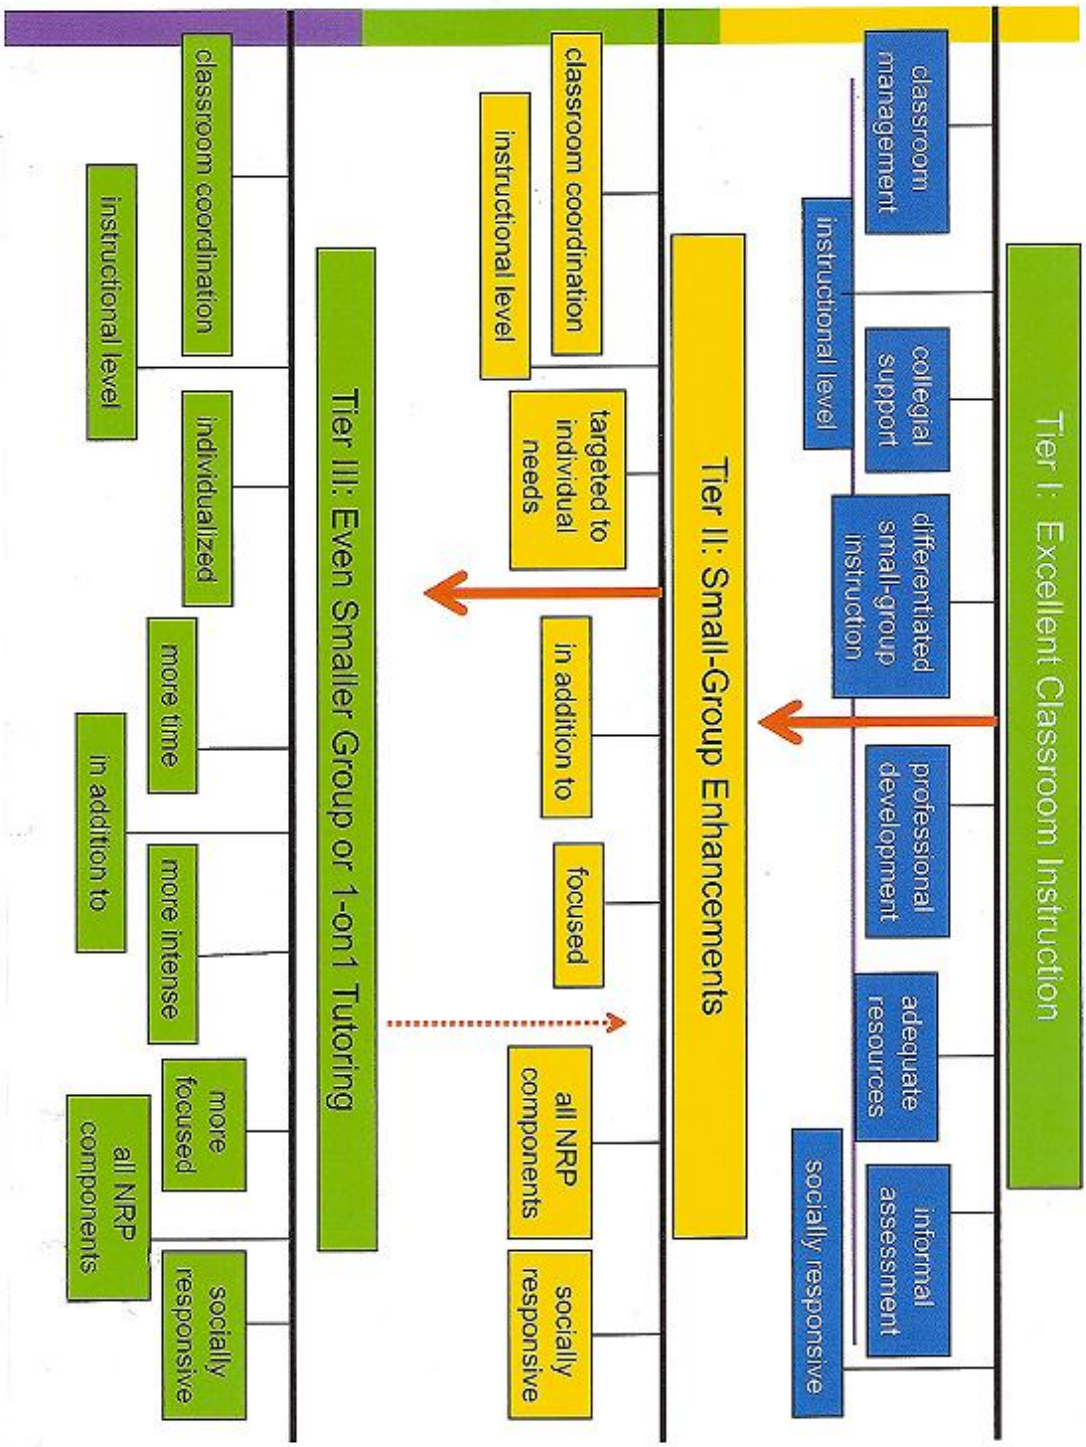 Tier I:  Excellent Classroom Instruction
classroom
management
instructional level
collegial
support
differentiated
small-group
instruction
professional
development
adequate
resources
informal
assessment
socially responsive
Tier II: Small-Group Enhancements
classroom coordination
instructional level
targeted to
individual
needs
in addition to
focused
all NRP
components
socially
responsive
Tier III: Even Smaller Group or 1-on1 Tutoring
classroom coordination
instructional level
individualized
more time
in addition to
more intense
more
focused
all NRP
components
socially
responsive